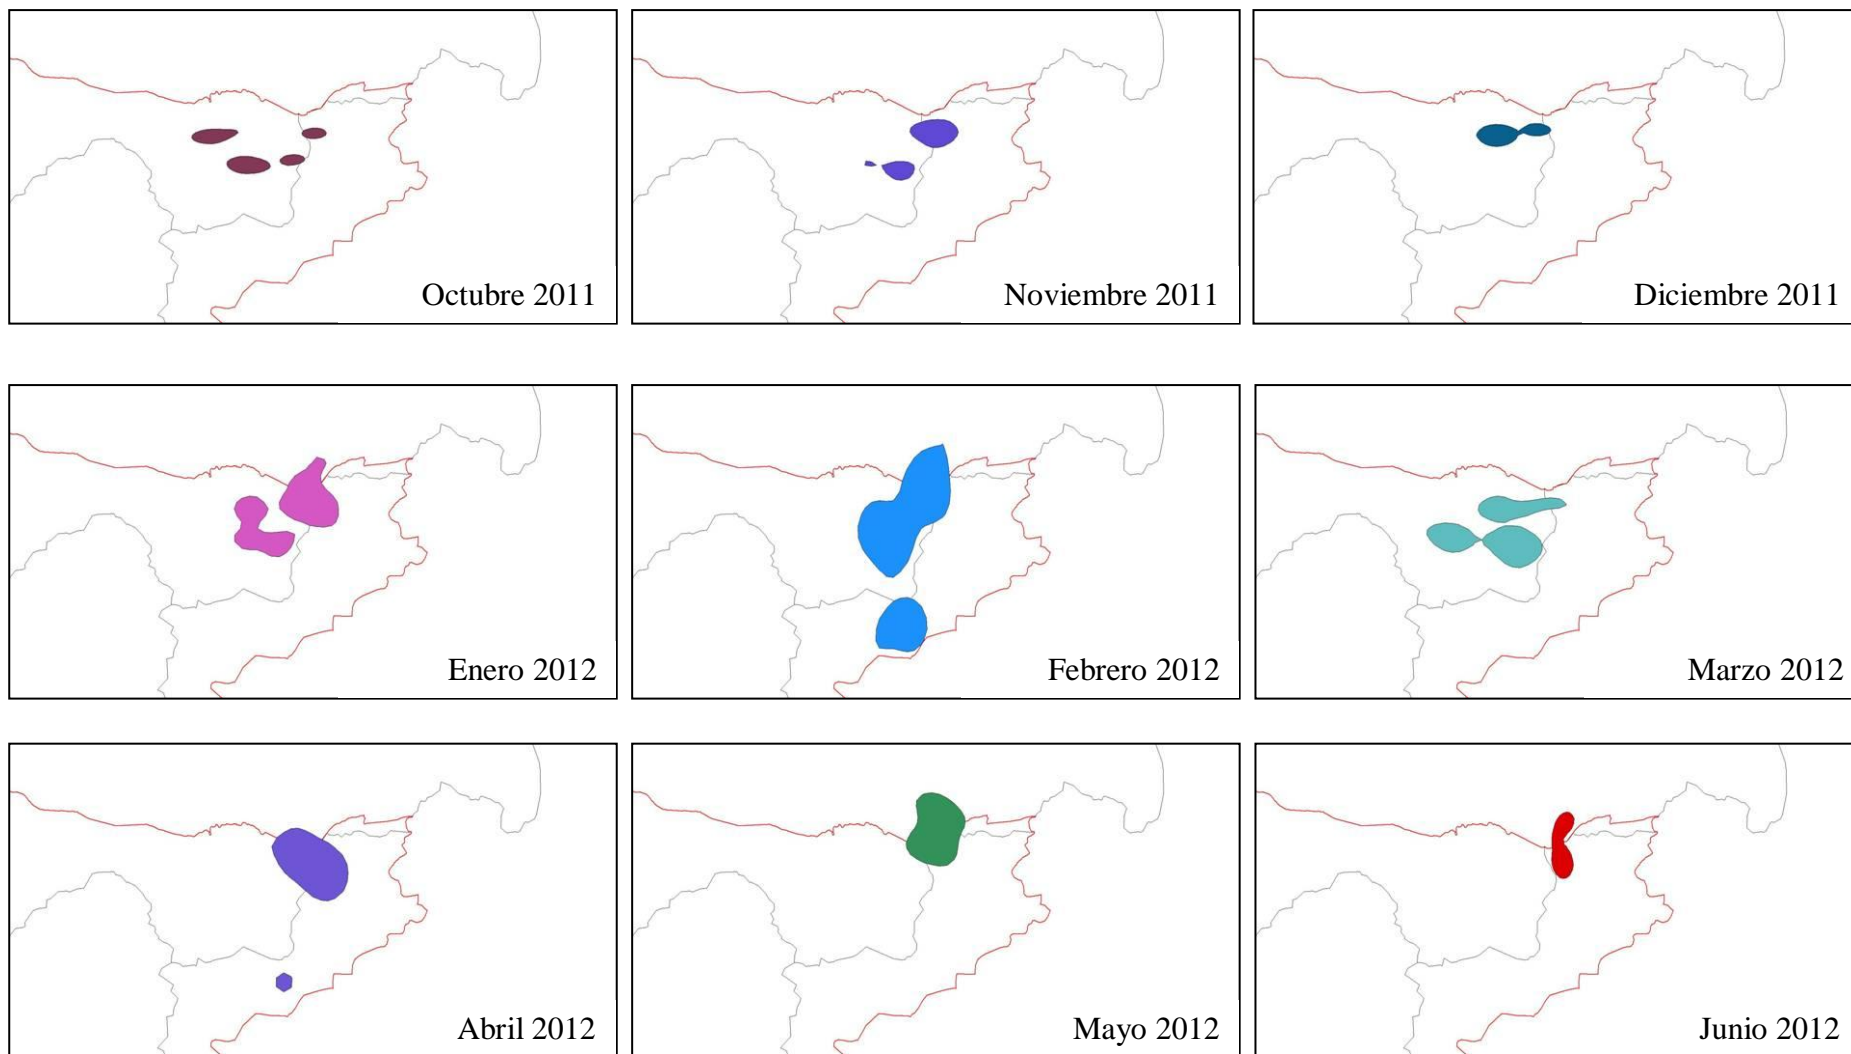 Octubre 2011
Noviembre 2011
Diciembre 2011
Enero 2012
Febrero 2012
Marzo 2012
Abril 2012
Mayo 2012
Junio 2012